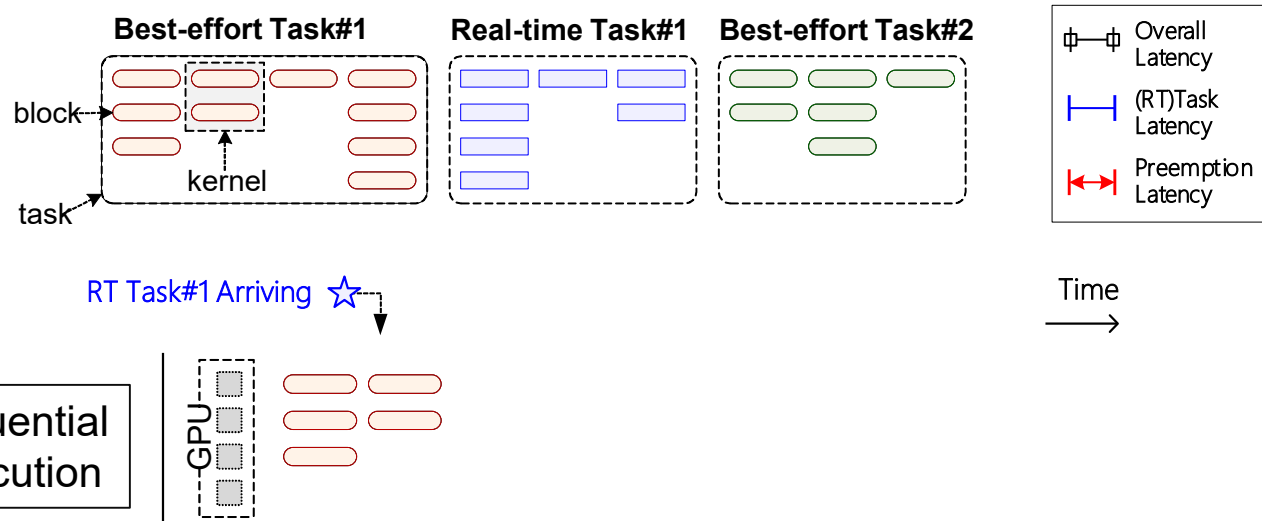 Best-effort Task#1
Real-time Task#1
Best-effort Task#2
Overall
Latency
(RT)Task
Latency
Preemption
Latency
block
kernel
task
RT Task#1 Arriving
Time
GPU
uential
cution